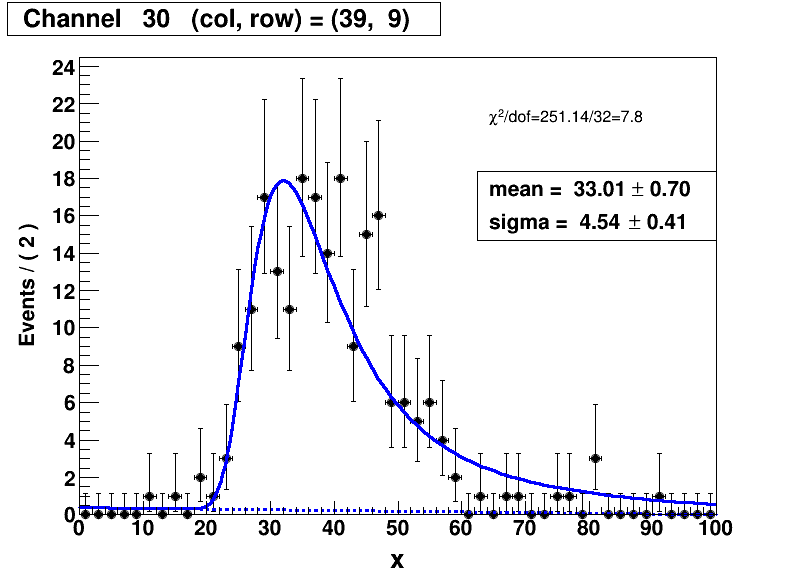 Channel 30 (col, row) = (39, 9)
χ²/dof=251.14/32=7.8
mean = 33.01 ± 0.70
sigma = 4.54 ± 0.41
Events / ( 2 )
24
22
20
18
16
14
12
10
8
6
4
2
0
0 10 20 30 40 50 60 70 80 90 100
x